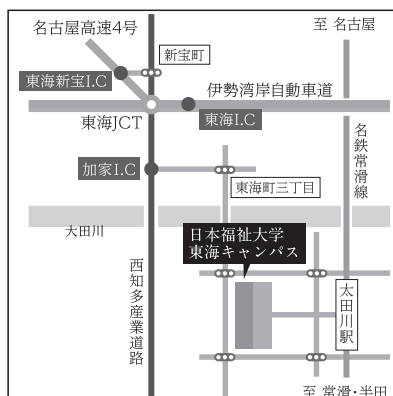 名古屋高速4号
至 名古屋
新宝町
東海新宝I.C
伊勢湾岸自動車道
東海JCT
東海I.C
名鉄常滑線
加家I.C
東海町三丁目
大田川
日本福祉大学
東海キャンパス
西知多産業道路
太田川駅
至 常滑・半田